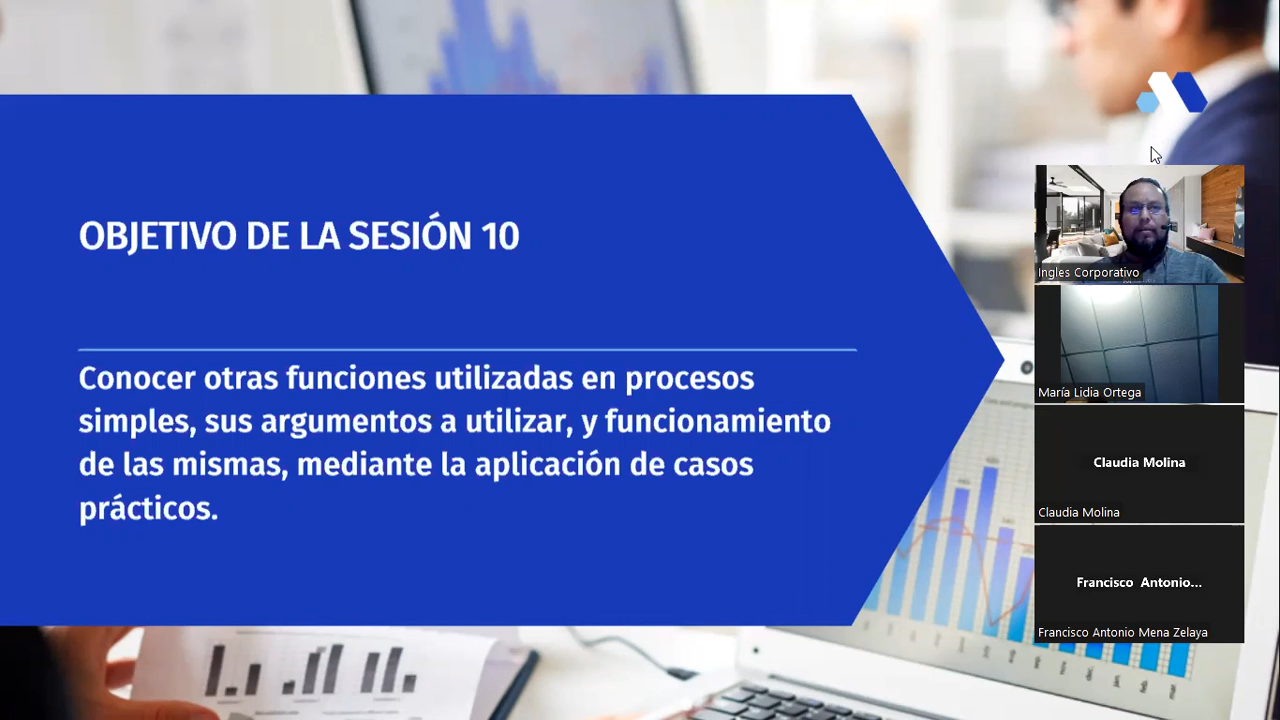 OBJETIVO DE LA SESIÓN 10
Conocer otras funciones utilizadas en procesos
simples, sus argumentos a utilizar, y funcionamiento
de las mismas, mediante la aplicación de casos
prácticos.
Ingles Corporativo
María Lidia Ortega
Claudia Molina
Claudia Molina
Francisco Antonio...
Francisco Antonio Mena Zelaya